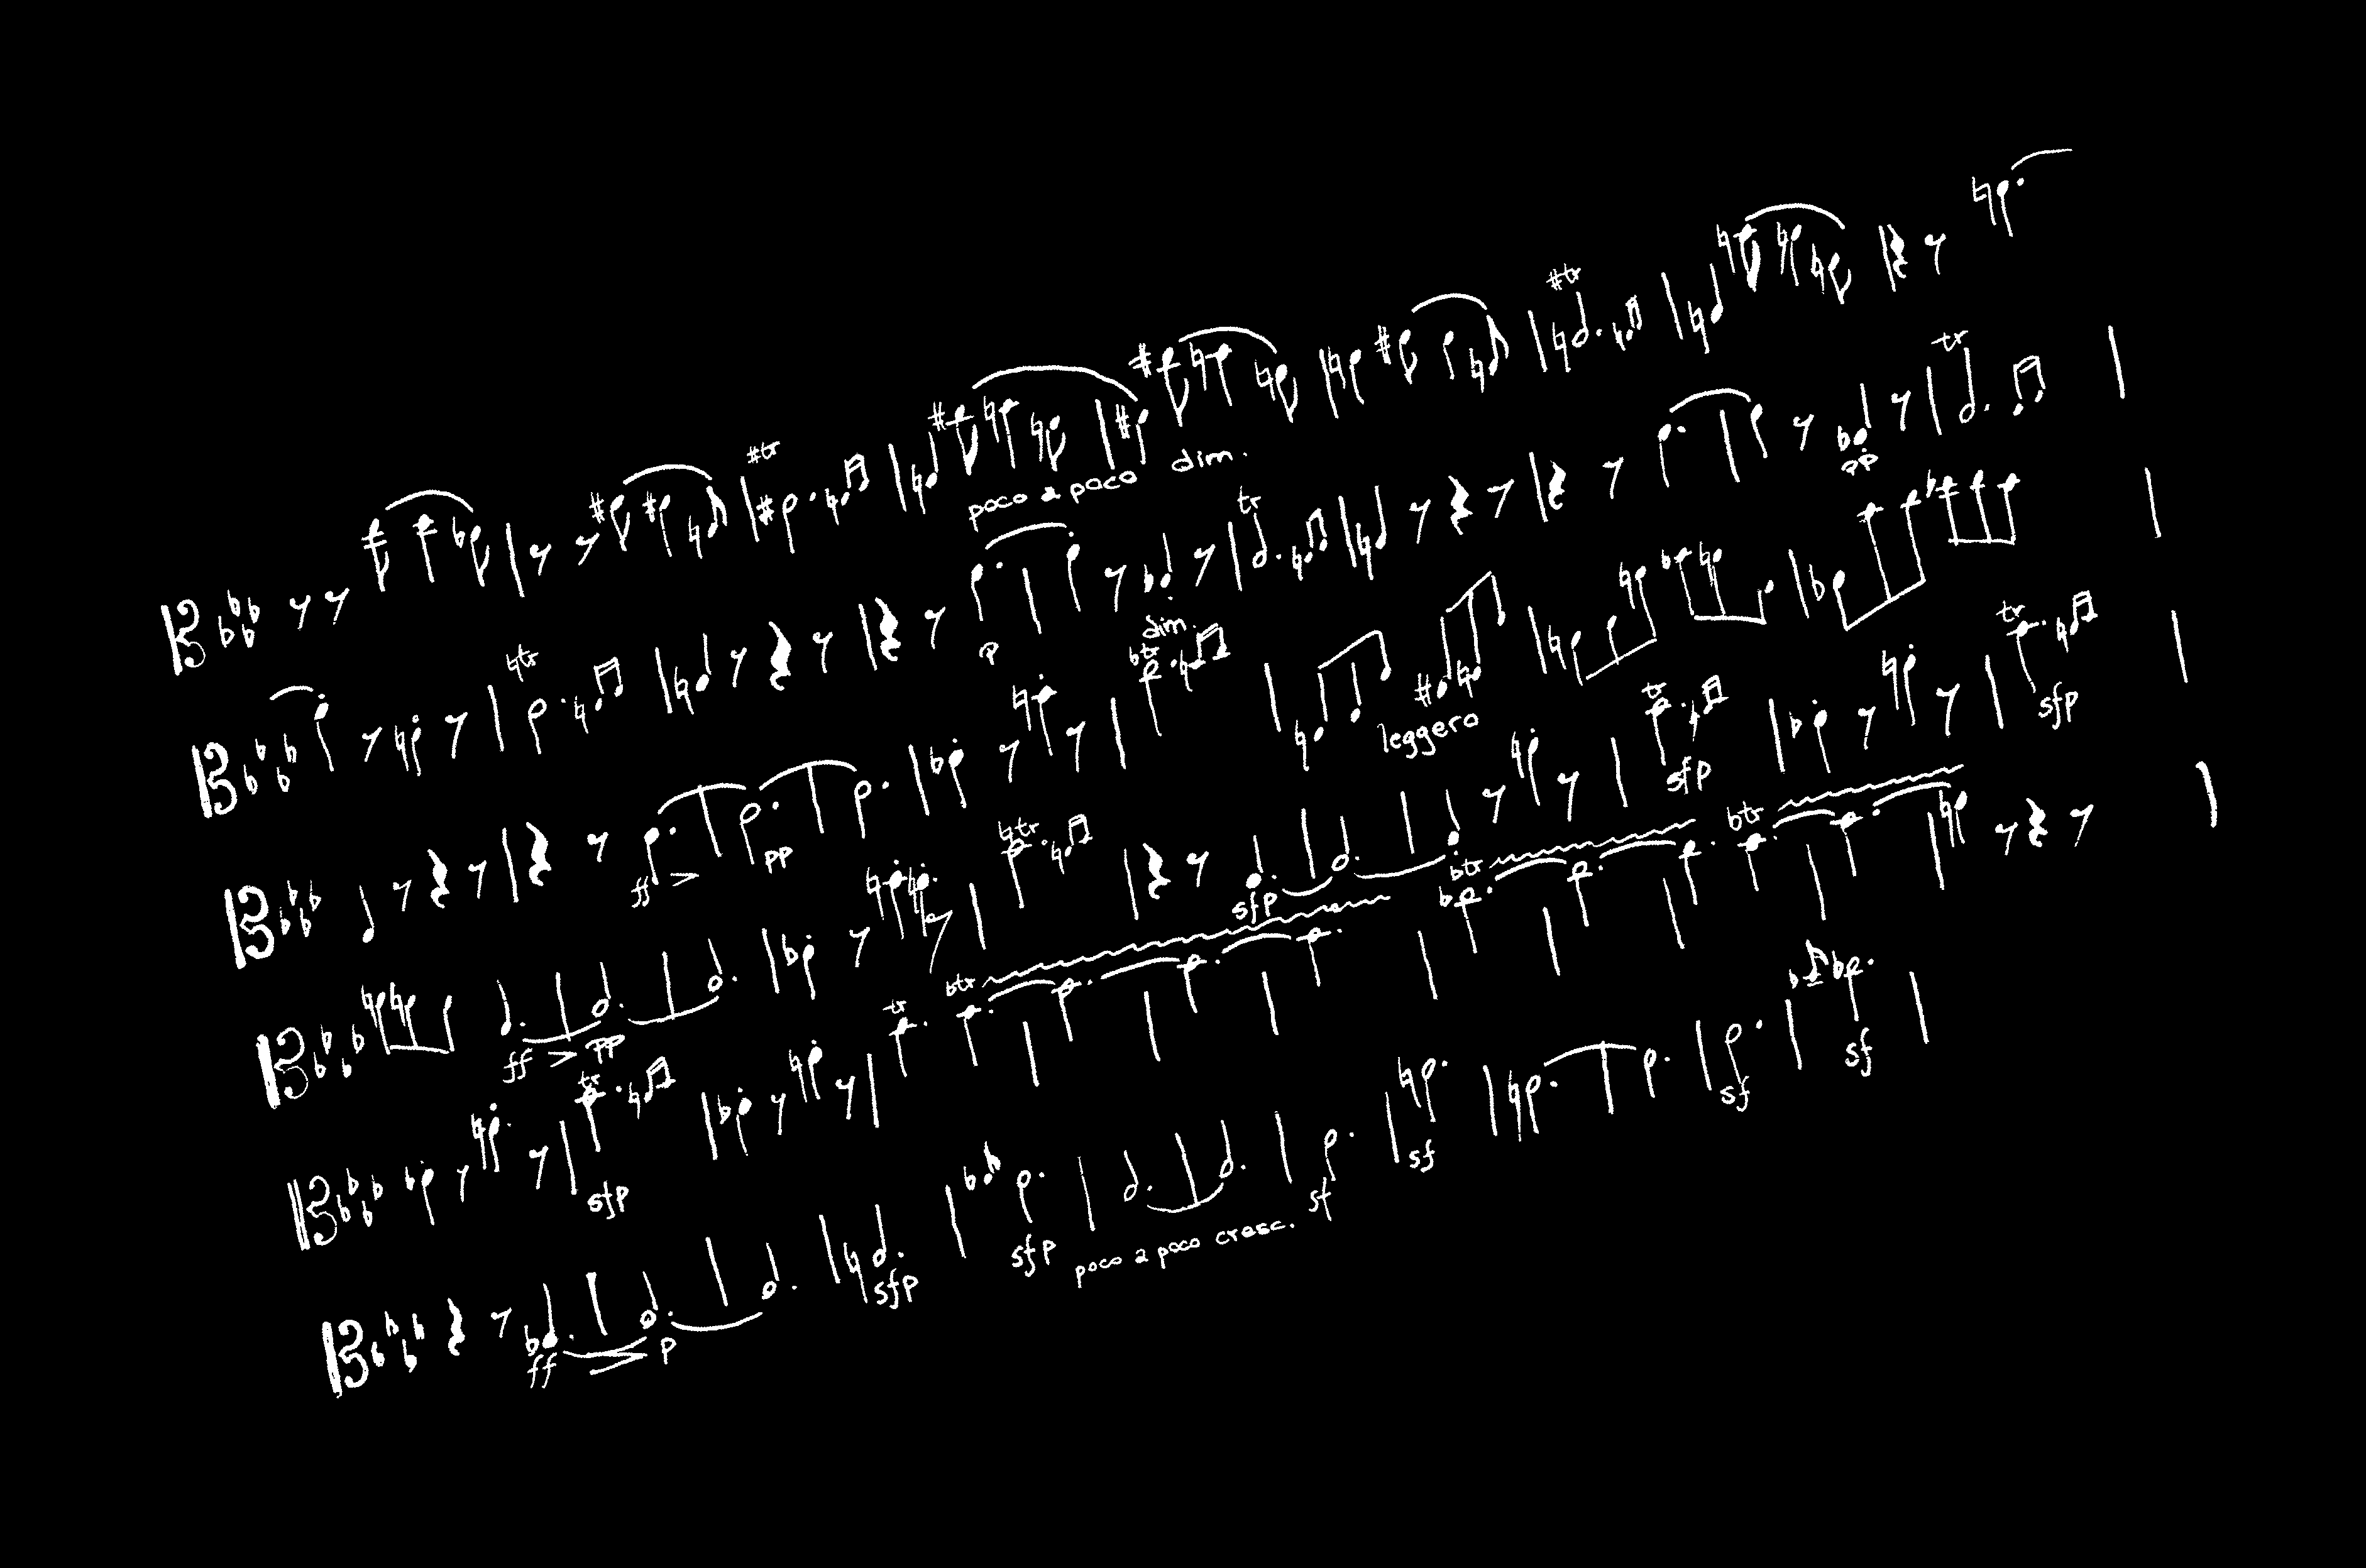 tr
tr
tr
poco a poco dim.
tr
p
tr
pp
tr
ff
pp
dim.
tr
leggero
ff pp
tr
sfp
tr
sfp
tr
sfp
tr
sfp
tr
tr
tr
tr
ff p
sfp
sfp
poco a poco cresc.
sf
sf
sf
sf